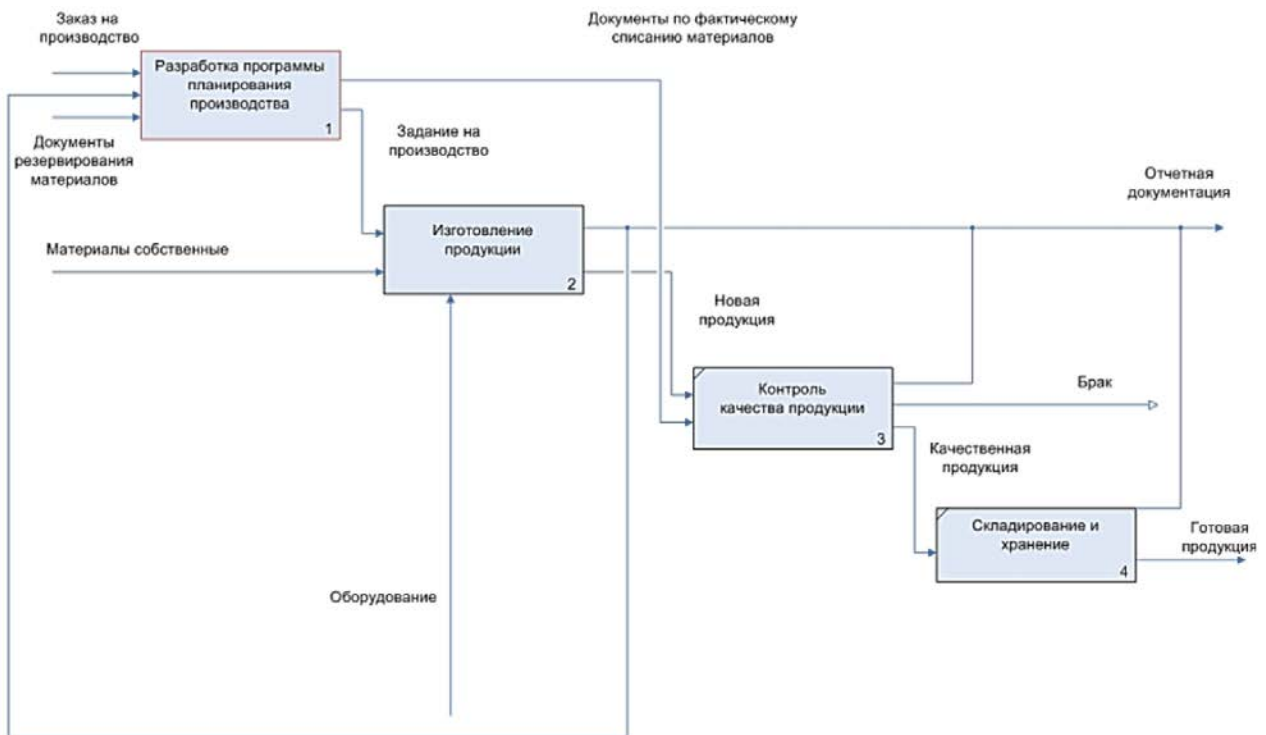 Заказ на
производство
Документы по фактическому
списанию материалов
Разработка программы
планирования
производства
1
Документы
резервирования
материалов
Задание на
производство
Отчетная
документация
Изготовление
продукции
2
Материалы собственные
Новая
продукция
Контроль
качества продукции
3
Брак
Качественная
продукция
Складирование и
хранение
4
Готовая
продукция
Оборудование